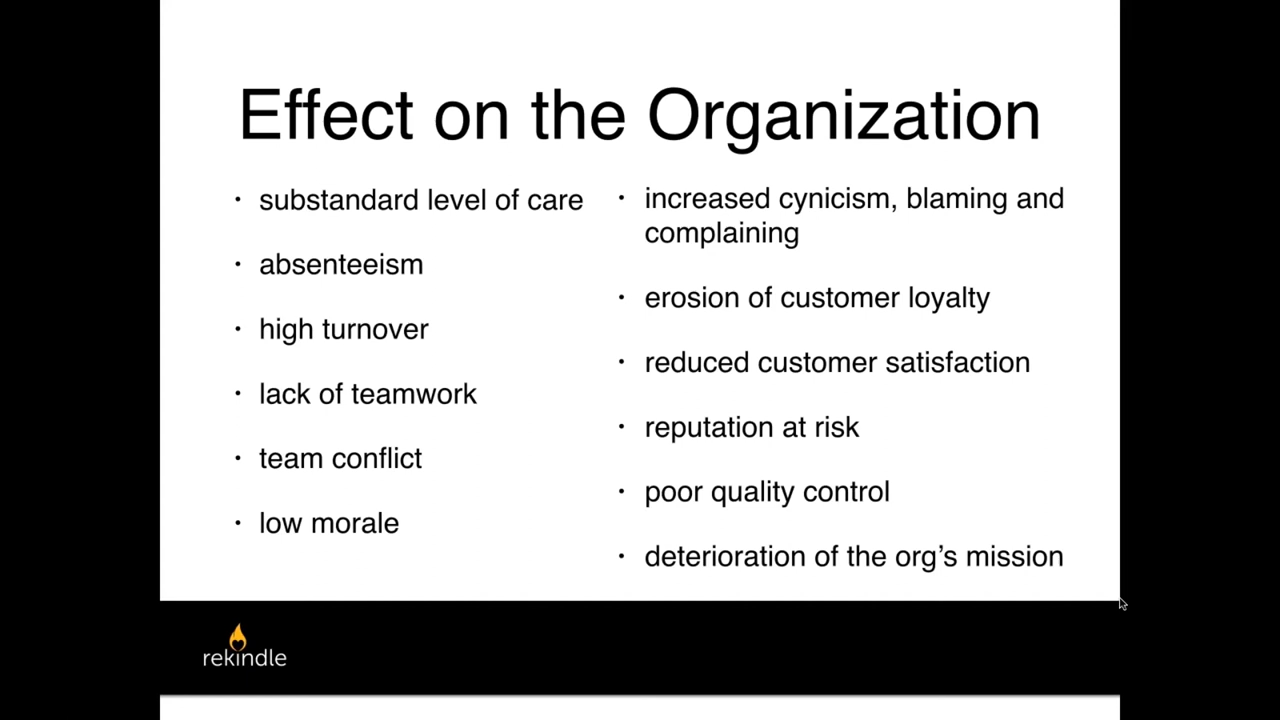 Effect on the Organization
• substandard level of care
• absenteeism
• high turnover
• lack of teamwork
• team conflict
• low morale
• increased cynicism, blaming and
complaining
• erosion of customer loyalty
• reduced customer satisfaction
• reputation at risk
• poor quality control
• deterioration of the org’s mission
rekindle